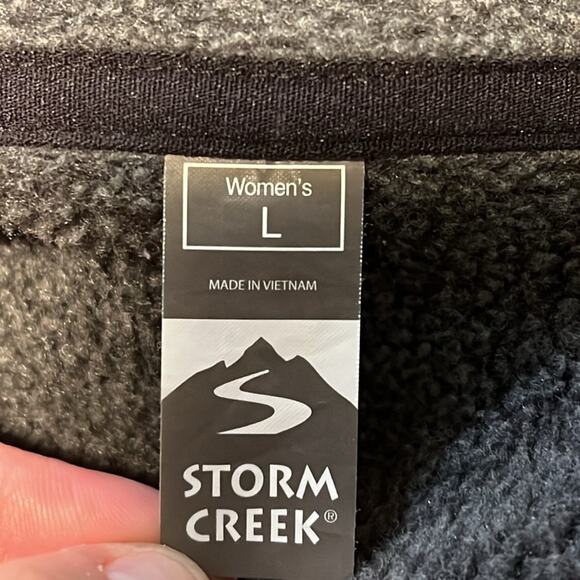 Women's
L
MADE IN VIETNAM
STORM
CREEK®